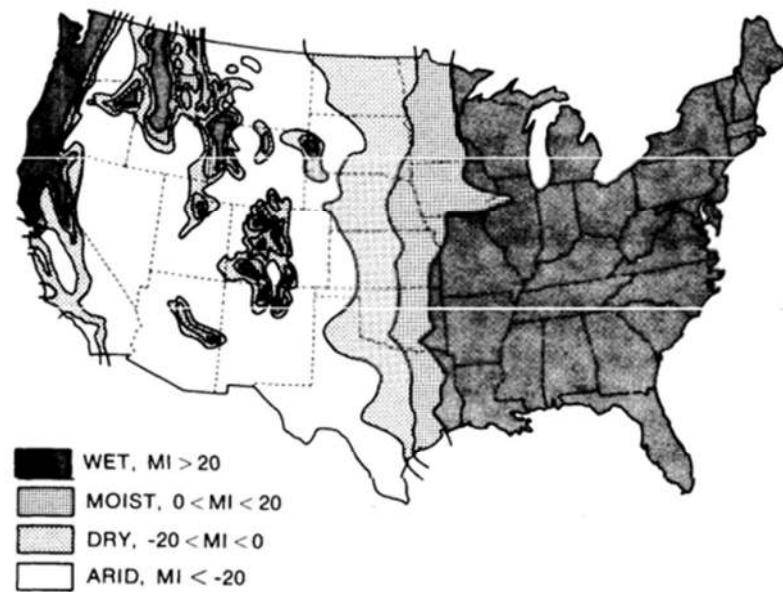 WET, MI > 20
MOIST, 0 < MI < 20
DRY, -20 < MI < 0
ARID, MI < -20